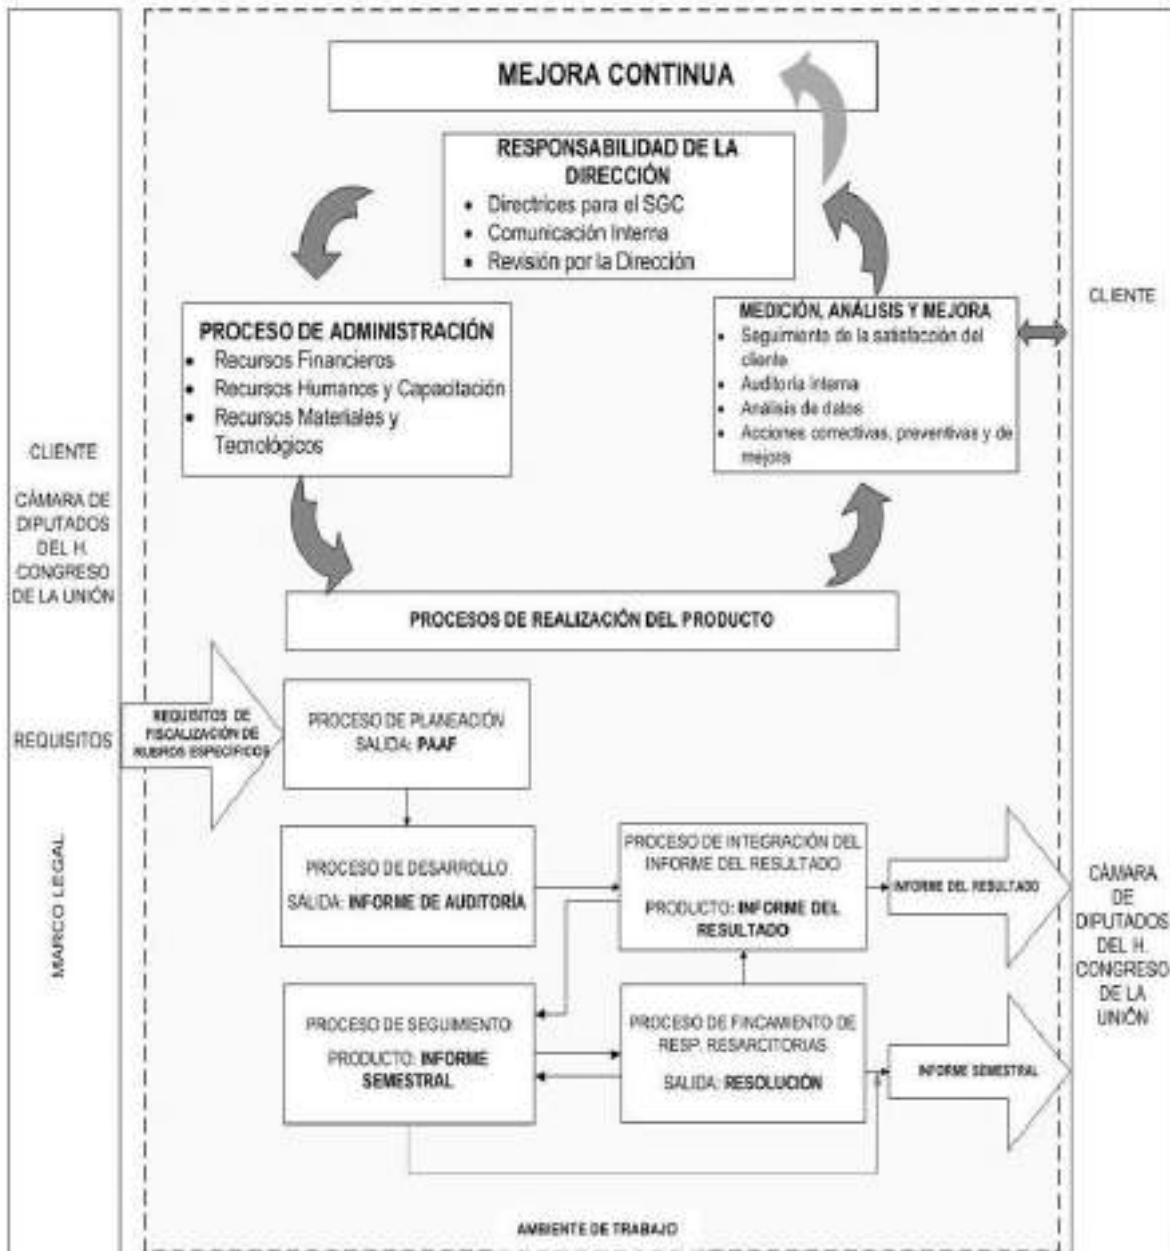 MEJORA CONTINUA
RESPONSABILIDAD DE LA
DIRECCIÓN
• Directrices para el SGC
• Comunicación Interna
• Revisión por la Dirección
PROCESO DE ADMINISTRACIÓN
• Recursos Financieros
• Recursos Humanos y Capacitación
• Recursos Materiales y
Tecnológicos
MEDICIÓN, ANÁLISIS Y MEJORA
• Seguimiento de la satisfacción del
cliente
• Auditoría Interna
• Análisis de datos
• Acciones correctivas, preventivas y de
mejora
CLIENTE
CLIENTE
CÁMARA DE
DIPUTADOS
DEL H.
CONGRESO
DE LA UNIÓN
PROCESOS DE REALIZACIÓN DEL PRODUCTO
REQUISITOS
REQUISITOS DE
FISCALIZACIÓN DE
RUBROS ESPECÍFICOS
PROCESO DE PLANEACIÓN
SALIDA: PAAF
MARCO LEGAL
PROCESO DE DESARROLLO
SALIDA: INFORME DE AUDITORÍA
PROCESO DE INTEGRACIÓN DEL
INFORME DEL RESULTADO
PRODUCTO: INFORME DEL
RESULTADO
INFORME DEL RESULTADO
CÁMARA
DE
DIPUTADOS
DEL H.
CONGRESO
DE LA
UNIÓN
PROCESO DE SEGUIMIENTO
PRODUCTO: INFORME
SEMESTRAL
PROCESO DE FINCAMIENTO DE
RESP. RESARCITORIAS
SALIDA: RESOLUCIÓN
INFORME SEMESTRAL
AMBIENTE DE TRABAJO